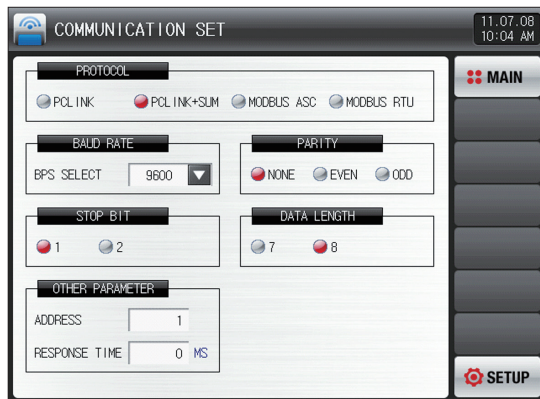 COMMUNICATION SET
11.07.08
10:04 AM
PROTOCOL
PCLINK PCLINK+SUM MODBUS ASC MODBUS RTU
MAIN
BAUD RATE
BPS SELECT 9600
PARITY
NONE EVEN ODD
STOP BIT
1 2
DATA LENGTH
7 8
OTHER PARAMETER
ADDRESS 1
RESPONSE TIME 0 MS
SETUP